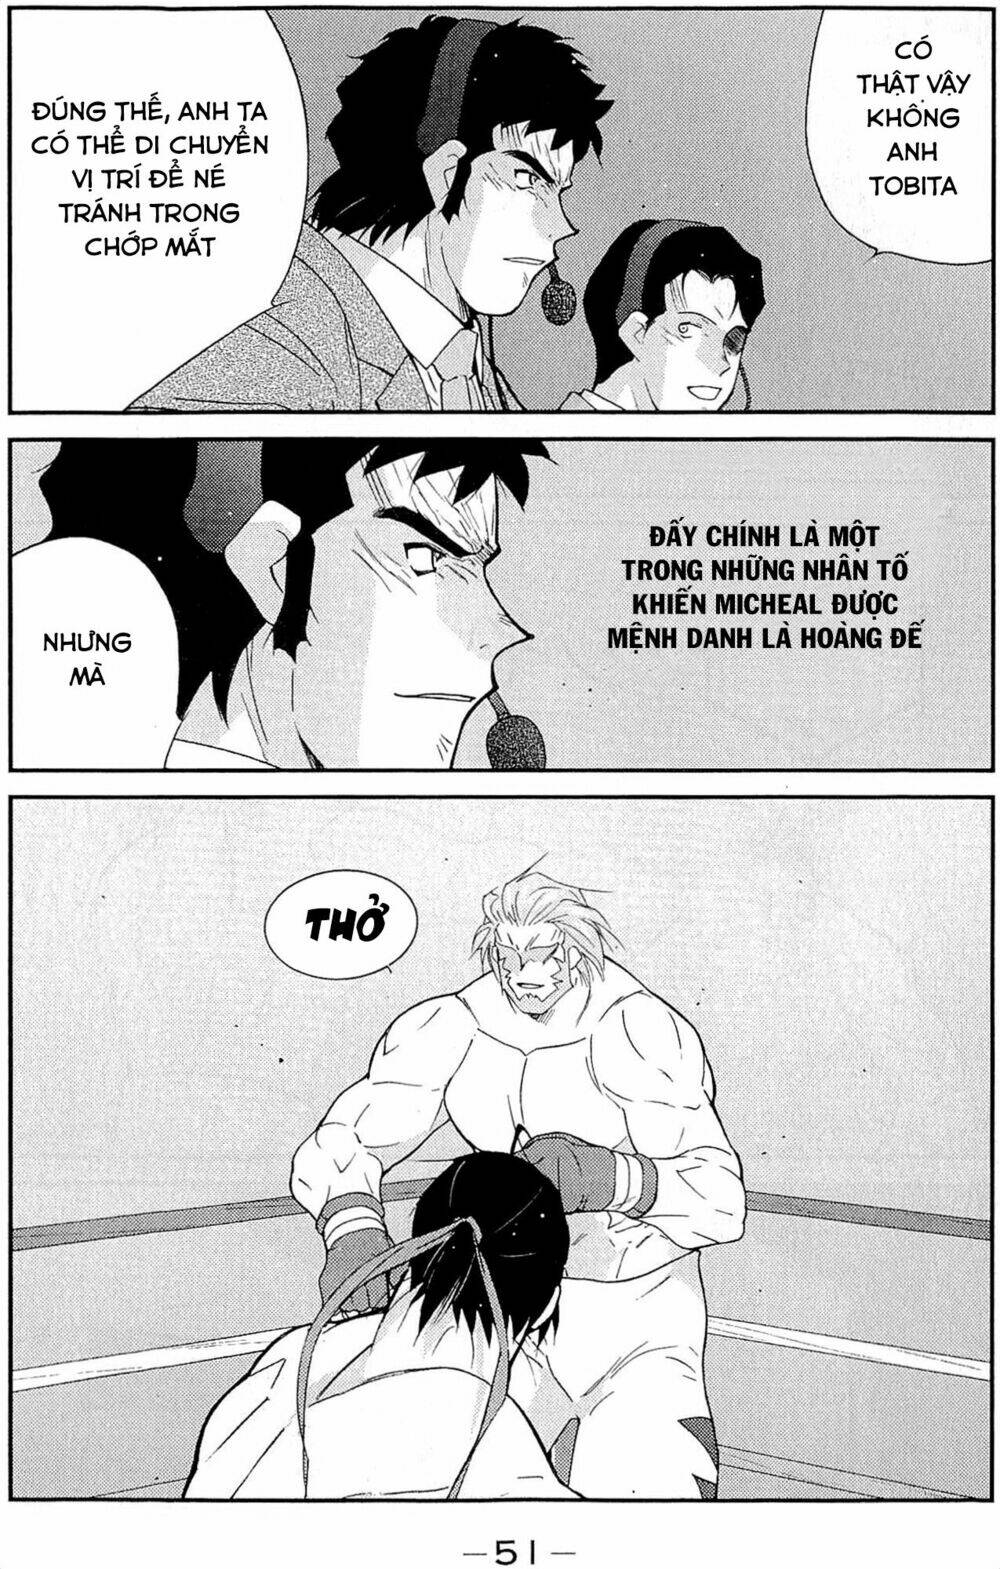 CÓ
THẬT VẬY
KHÔNG
ANH
TOBITA
ĐÚNG THẾ, ANH TA
CÓ THỂ DI CHUYỂN
VỊ TRÍ ĐỂ NÉ
TRÁNH TRONG
CHỚP MẮT
ĐẤY CHÍNH LÀ MỘT
TRONG NHỮNG NHÂN TỐ
KHIẾN MICHEAL ĐƯỢC
MỆNH DANH LÀ HOÀNG ĐẾ
NHƯNG
MÀ
THỞ
—51—